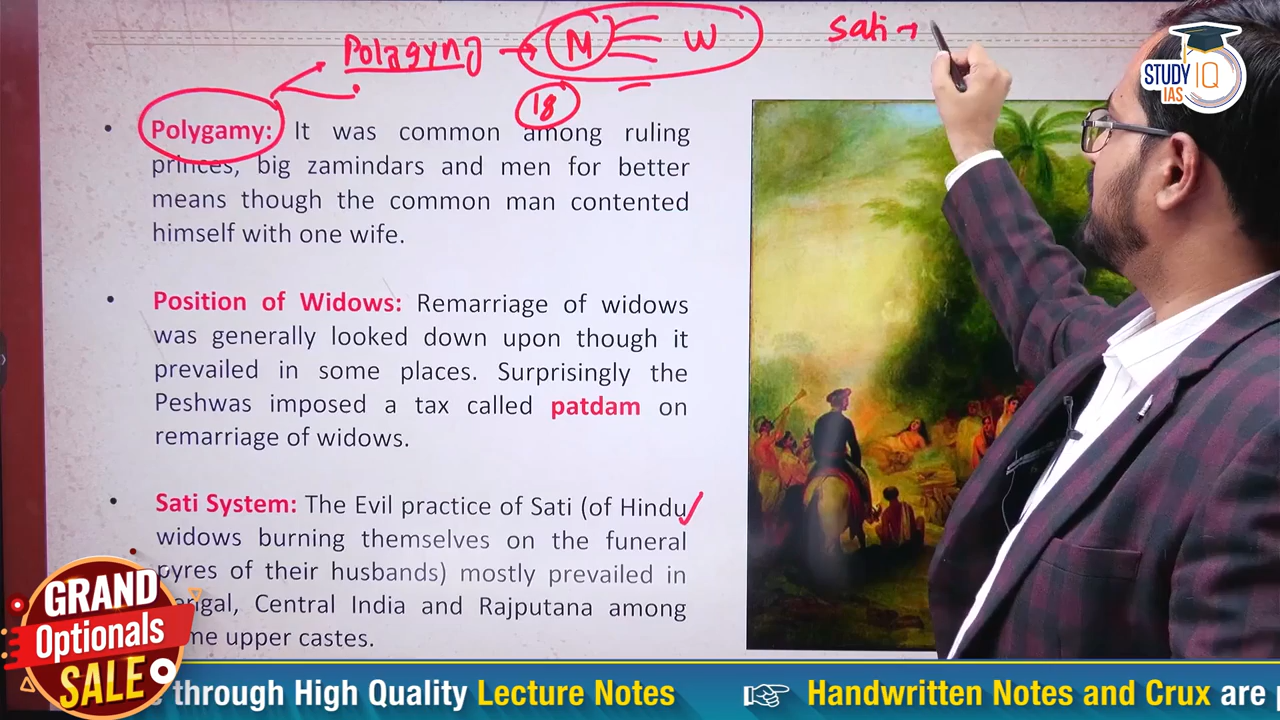 Polagyng → M W
Sati →
18
STUDY IQ
IAS
• Polygamy: It was common among ruling
princes, big zamindars and men for better
means though the common man contented
himself with one wife.
• Position of Widows: Remarriage of widows
was generally looked down upon though it
prevailed in some places. Surprisingly the
Peshwas imposed a tax called patdam on
remarriage of widows.
• Sati System: The Evil practice of Sati (of Hindu
widows burning themselves on the funeral
pyres of their husbands) mostly prevailed in
Central India and Rajputana among
upper castes.
GRAND
Optionals
SALE
through High Quality Lecture Notes
Handwritten Notes and Crux are